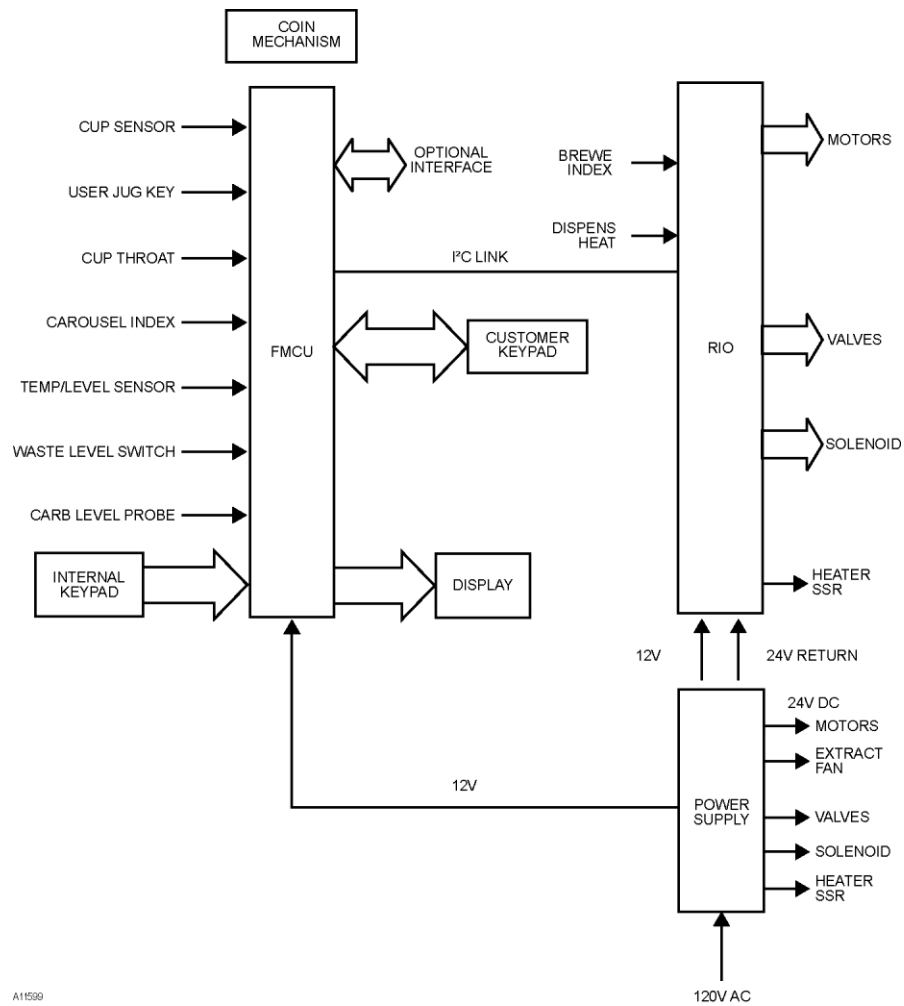 COIN
MECHANISM
CUP SENSOR
USER JUG KEY
CUP THROAT
CAROUSEL INDEX
TEMP/LEVEL SENSOR
WASTE LEVEL SWITCH
CARB LEVEL PROBE
INTERNAL
KEYPAD
FMCU
OPTIONAL
INTERFACE
I²C LINK
CUSTOMER
KEYPAD
DISPLAY
BREWE
INDEX
DISPENS
HEAT
RIO
MOTORS
VALVES
SOLENOID
HEATER
SSR
12V
24V RETURN
24V DC
MOTORS
EXTRACT
FAN
VALVES
SOLENOID
HEATER
SSR
POWER
SUPPLY
12V
120V AC
A11599